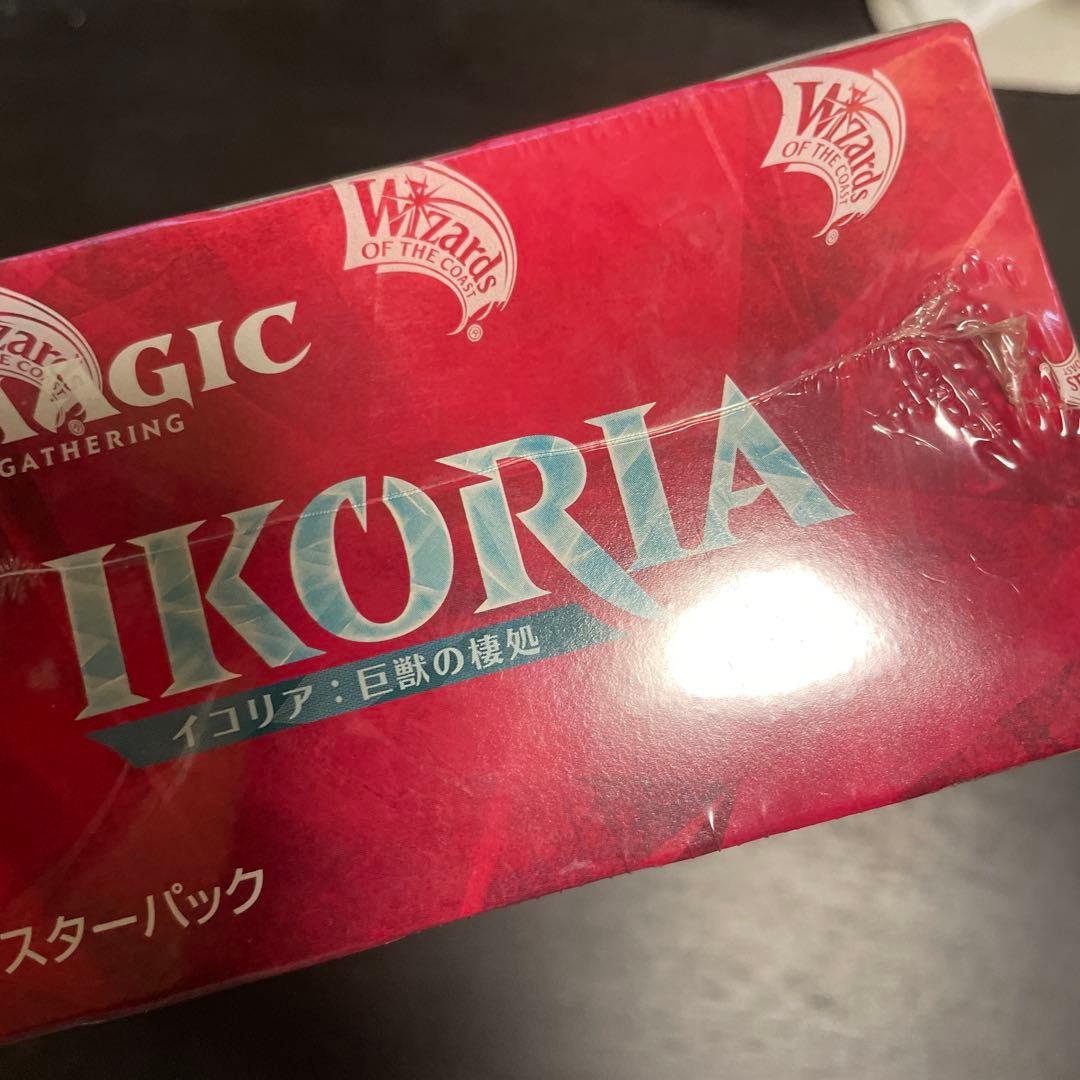 Wizards
OF THE COAST
®
Wizards
OF THE COAST
®
MAGIC
GATHERING
®
IKORIA
イコリア：巨獣の棲処
スターパック